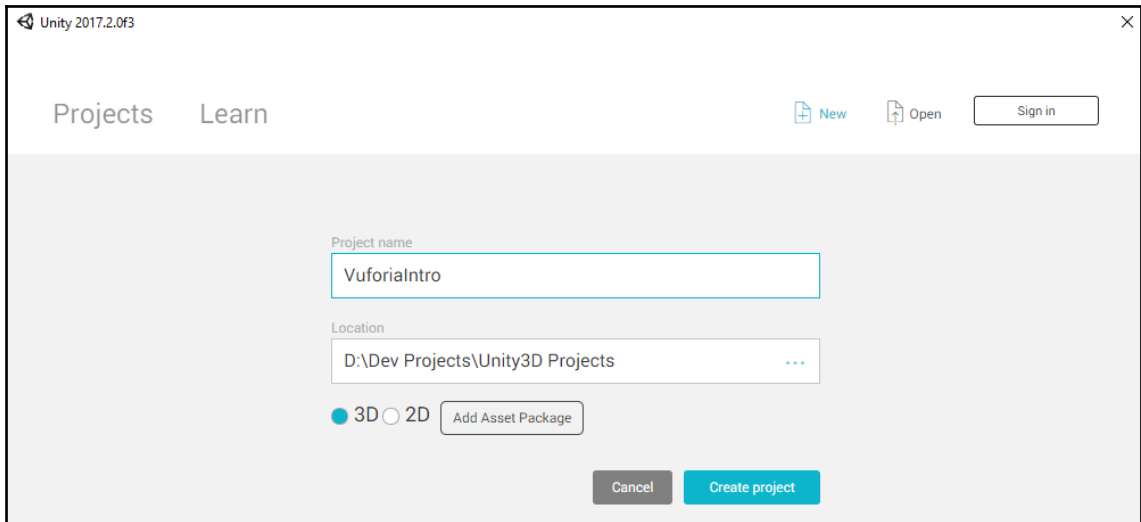 Unity 2017.2.0f3
Projects Learn New Open Sign in
Project name
VuforiaIntro
Location
D:\Dev Projects\Unity3D Projects ...
3D 2D Add Asset Package
Cancel Create project